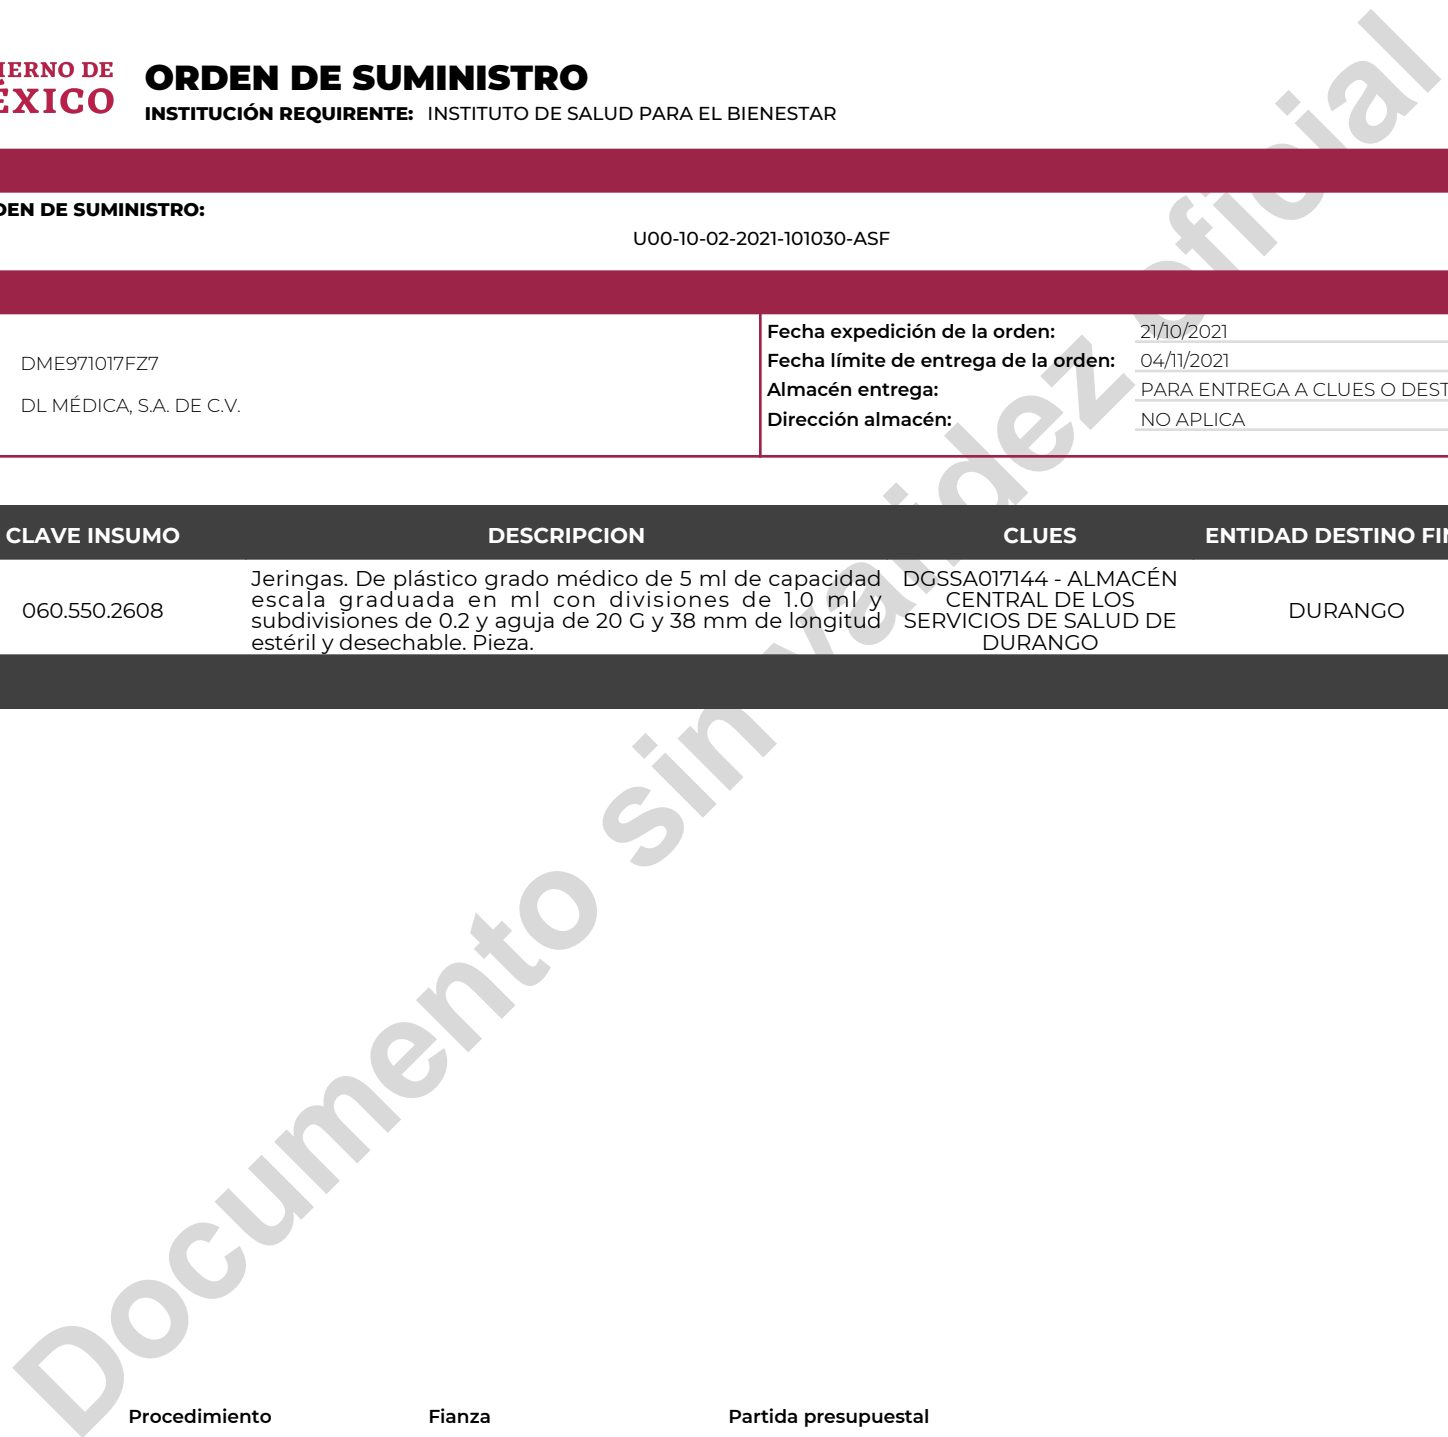 IERNO DE
ÉXICO
ORDEN DE SUMINISTRO
INSTITUCIÓN REQUIRENTE: INSTITUTO DE SALUD PARA EL BIENESTAR
DEN DE SUMINISTRO:
U00-10-02-2021-101030-ASF
DME971017FZ7
DL MÉDICA, S.A. DE C.V.
Fecha expedición de la orden: 21/10/2021
Fecha límite de entrega de la orden: 04/11/2021
Almacén entrega: PARA ENTREGA A CLUES O DEST
Dirección almacén: NO APLICA
CLAVE INSUMO DESCRIPCION CLUES ENTIDAD DESTINO FIN
060.550.2608
Jeringas. De plástico grado médico de 5 ml de capacidad
escala graduada en ml con divisiones de 1.0 ml y
subdivisiones de 0.2 y aguja de 20 G y 38 mm de longitud
estéril y desechable. Pieza.
DGSSA017144 - ALMACÉN
CENTRAL DE LOS
SERVICIOS DE SALUD DE
DURANGO
DURANGO
Documento sin validez oficial
Procedimiento Fianza Partida presupuestal